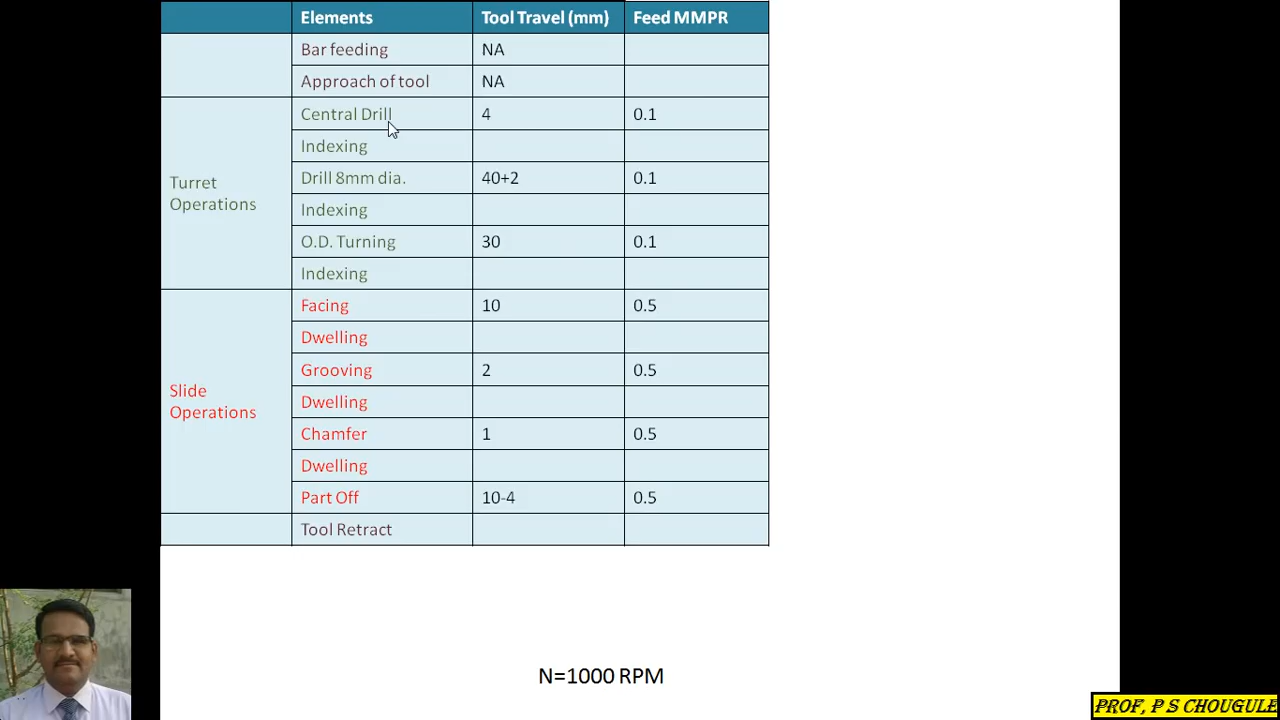 Elements Tool Travel (mm) Feed MMPR
Bar feeding NA
Approach of tool NA
Central Drill 4 0.1
Indexing
Drill 8mm dia. 40+2 0.1
Turret
Operations
Indexing
O.D. Turning 30 0.1
Indexing
Facing 10 0.5
Dwelling
Grooving 2 0.5
Slide
Operations
Dwelling
Chamfer 1 0.5
Dwelling
Part Off 10-4 0.5
Tool Retract
N=1000 RPM
PROF, P S CHOUGULE